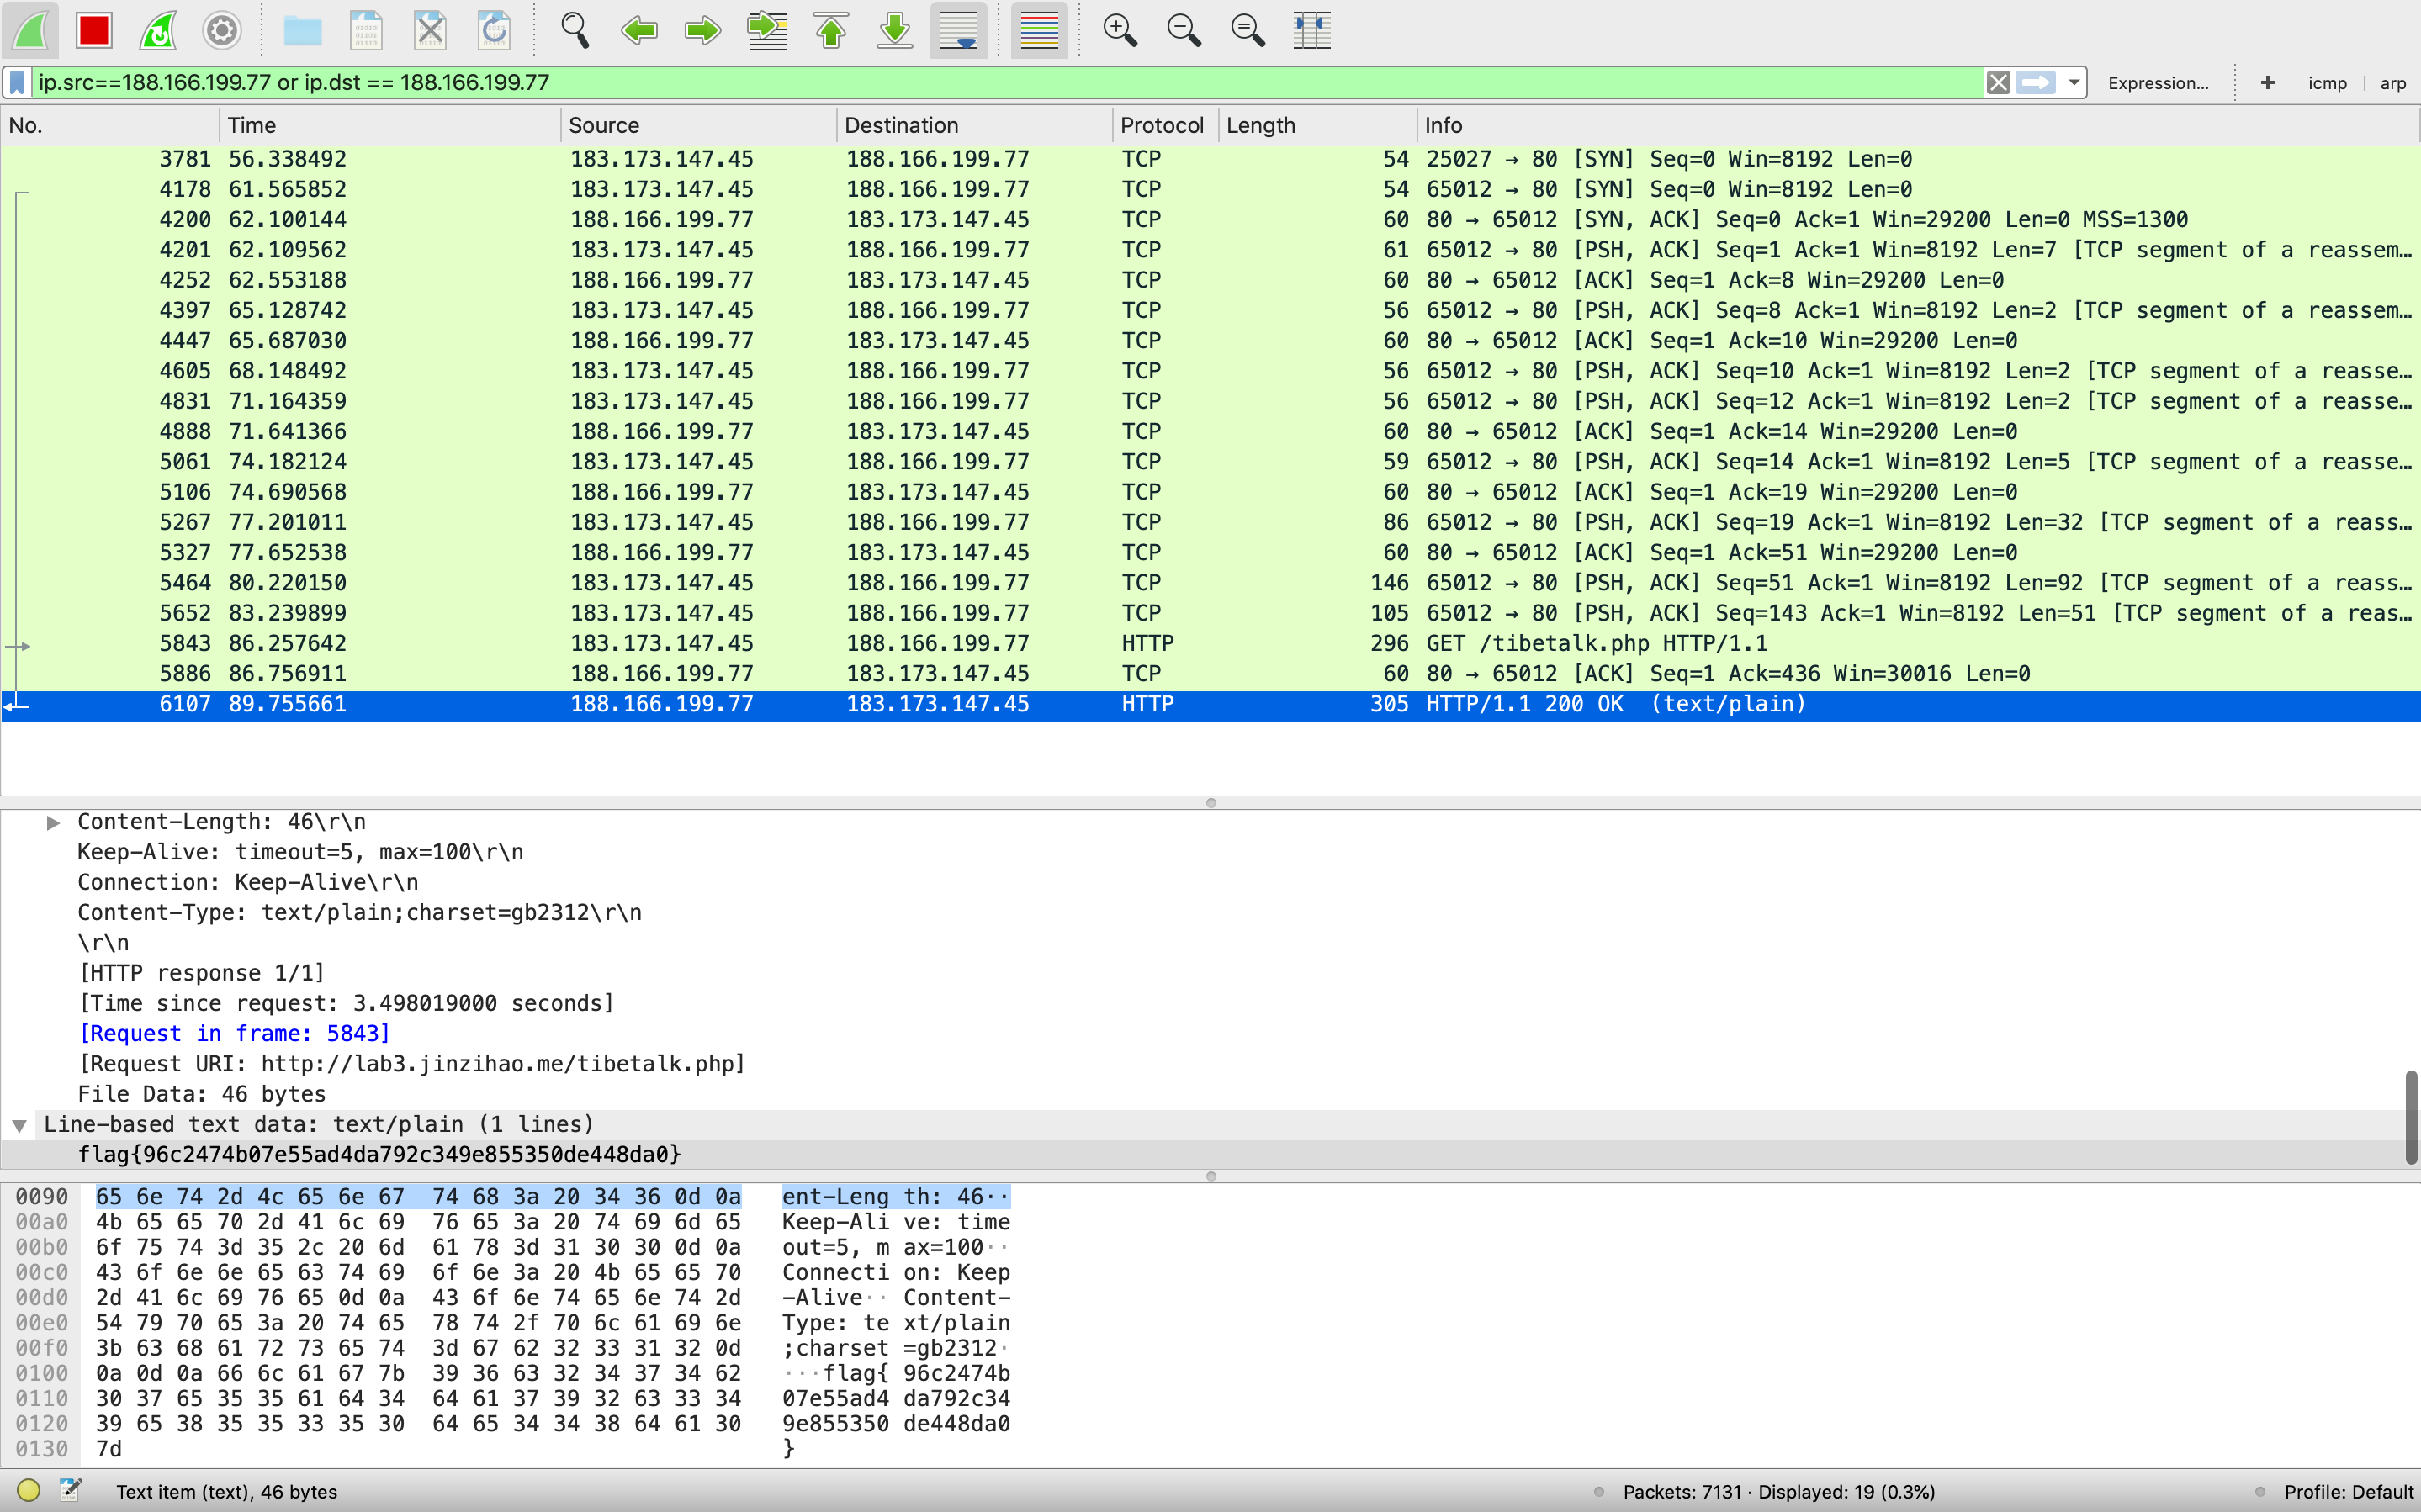 ip.src==188.166.199.77 or ip.dst == 188.166.199.77 Expression... + icmp arp
No. Time Source Destination Protocol Length Info
3781 56.338492 183.173.147.45 188.166.199.77 TCP 54 25027 → 80 [SYN] Seq=0 Win=8192 Len=0
4178 61.565852 183.173.147.45 188.166.199.77 TCP 54 65012 → 80 [SYN] Seq=0 Win=8192 Len=0
4200 62.100144 188.166.199.77 183.173.147.45 TCP 60 80 → 65012 [SYN, ACK] Seq=0 Ack=1 Win=29200 Len=0 MSS=1300
4201 62.109562 183.173.147.45 188.166.199.77 TCP 61 65012 → 80 [PSH, ACK] Seq=1 Ack=1 Win=8192 Len=7 [TCP segment of a reassem…
4252 62.553188 188.166.199.77 183.173.147.45 TCP 60 80 → 65012 [ACK] Seq=1 Ack=8 Win=29200 Len=0
4397 65.128742 183.173.147.45 188.166.199.77 TCP 56 65012 → 80 [PSH, ACK] Seq=8 Ack=1 Win=8192 Len=2 [TCP segment of a reassem…
4447 65.687030 188.166.199.77 183.173.147.45 TCP 60 80 → 65012 [ACK] Seq=1 Ack=10 Win=29200 Len=0
4605 68.148492 183.173.147.45 188.166.199.77 TCP 56 65012 → 80 [PSH, ACK] Seq=10 Ack=1 Win=8192 Len=2 [TCP segment of a reasse…
4831 71.164359 183.173.147.45 188.166.199.77 TCP 56 65012 → 80 [PSH, ACK] Seq=12 Ack=1 Win=8192 Len=2 [TCP segment of a reasse…
4888 71.641366 188.166.199.77 183.173.147.45 TCP 60 80 → 65012 [ACK] Seq=1 Ack=14 Win=29200 Len=0
5061 74.182124 183.173.147.45 188.166.199.77 TCP 59 65012 → 80 [PSH, ACK] Seq=14 Ack=1 Win=8192 Len=5 [TCP segment of a reasse…
5106 74.690568 188.166.199.77 183.173.147.45 TCP 60 80 → 65012 [ACK] Seq=1 Ack=19 Win=29200 Len=0
5267 77.201011 183.173.147.45 188.166.199.77 TCP 86 65012 → 80 [PSH, ACK] Seq=19 Ack=1 Win=8192 Len=32 [TCP segment of a reass…
5327 77.652538 188.166.199.77 183.173.147.45 TCP 60 80 → 65012 [ACK] Seq=1 Ack=51 Win=29200 Len=0
5464 80.220150 183.173.147.45 188.166.199.77 TCP 146 65012 → 80 [PSH, ACK] Seq=51 Ack=1 Win=8192 Len=92 [TCP segment of a reass…
5652 83.239899 183.173.147.45 188.166.199.77 TCP 105 65012 → 80 [PSH, ACK] Seq=143 Ack=1 Win=8192 Len=51 [TCP segment of a reas…
5843 86.257642 183.173.147.45 188.166.199.77 HTTP 296 GET /tibetalk.php HTTP/1.1
5886 86.756911 188.166.199.77 183.173.147.45 TCP 60 80 → 65012 [ACK] Seq=1 Ack=436 Win=30016 Len=0
6107 89.755661 188.166.199.77 183.173.147.45 HTTP 305 HTTP/1.1 200 OK (text/plain)
Content-Length: 46\r\n
Keep-Alive: timeout=5, max=100\r\n
Connection: Keep-Alive\r\n
Content-Type: text/plain;charset=gb2312\r\n
\r\n
[HTTP response 1/1]
[Time since request: 3.498019000 seconds]
[Request in frame: 5843]
[Request URI: http://lab3.jinzihao.me/tibetalk.php]
File Data: 46 bytes
Line-based text data: text/plain (1 lines)
flag{96c2474b07e55ad4da792c349e855350de448da0}
0090 65 6e 74 2d 4c 65 6e 67 74 68 3a 20 34 36 0d 0a ent-Leng th: 46··
00a0 4b 65 65 70 2d 41 6c 69 76 65 3a 20 74 69 6d 65 Keep-Ali ve: time
00b0 6f 75 74 3d 35 2c 20 6d 61 78 3d 31 30 30 0d 0a out=5, m ax=100··
00c0 43 6f 6e 6e 65 63 74 69 6f 6e 3a 20 4b 65 65 70 Connecti on: Keep
00d0 2d 41 6c 69 76 65 0d 0a 43 6f 6e 74 65 6e 74 2d -Alive·· Content-
00e0 54 79 70 65 3a 20 74 65 78 74 2f 70 6c 61 69 6e Type: te xt/plain
00f0 3b 63 68 61 72 73 65 74 3d 67 62 32 33 31 32 0d ;charset =gb2312·
0100 0a 0d 0a 66 6c 61 67 7b 39 36 63 32 34 37 34 62 ···flag{ 96c2474b
0110 30 37 65 35 35 61 64 34 64 61 37 39 32 63 33 34 07e55ad4 da792c34
0120 39 65 38 35 35 33 35 30 64 65 34 34 38 64 61 30 9e855350 de448da0
0130 7d }
Text item (text), 46 bytes Packets: 7131 · Displayed: 19 (0.3%) Profile: Default